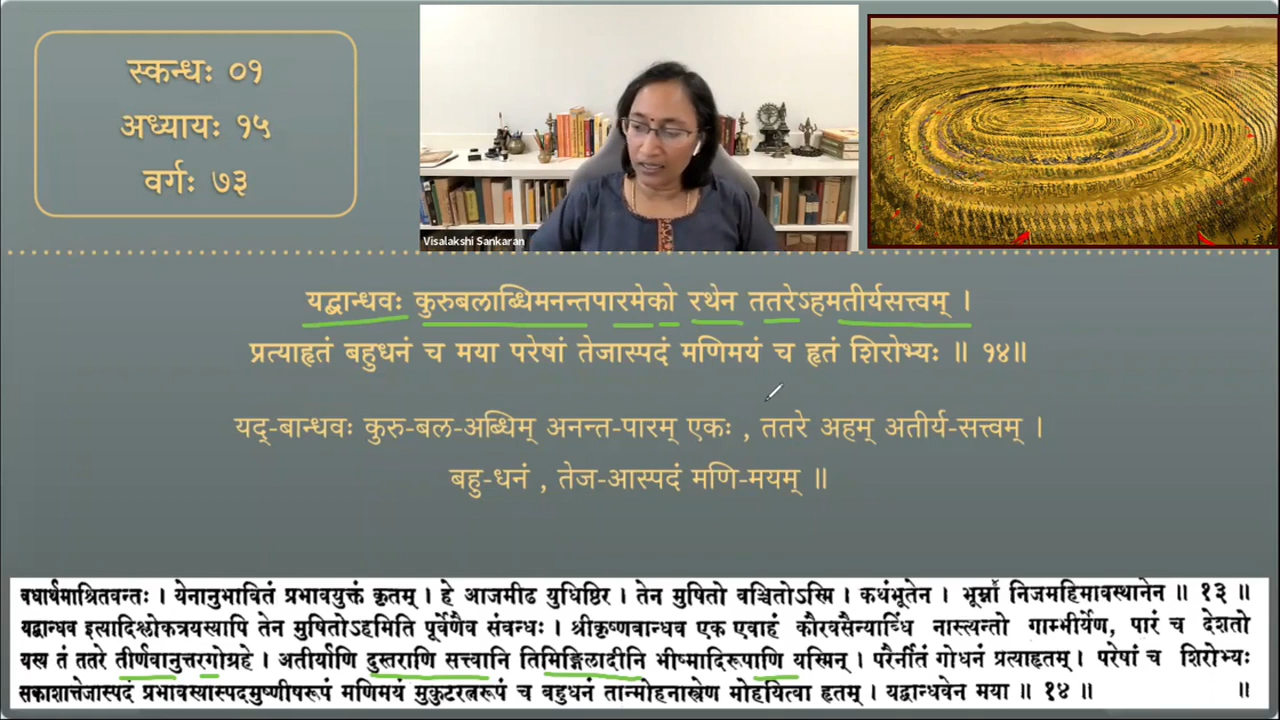 स्कन्धः ०१
अध्यायः १५
वर्गः ७३
Visalakshi Sankaran
यद्बान्धवः कुरुबलाब्धिमनन्तपारमेको रथेन ततरेऽहमतीर्यसत्त्वम् ।
प्रत्याहृतं बहुधनं च मया परेषां तेजास्पदं मणिमयं च हृतं शिरोभ्यः ॥ १४॥
यद्-बान्धवः कुरु-बल-अब्धिम् अनन्त-पारम् एकः , ततरे अहम् अतीर्य-सत्त्वम् ।
बहु-धनं , तेज-आस्पदं मणि-मयम् ॥
वधार्थमाश्रितवन्तः । येनानुभावितं प्रभावयुक्तं कृतम् । हे आजमीढ युधिष्ठिर । तेन मुषितो वञ्चितोऽस्मि । कथंभूतेन । भूम्ना निजमहिमावस्थानेन ॥ १३ ॥ ॥
यद्बान्धव इत्यादिश्लोकत्रयस्यापि तेन मुषितोऽहमिति पूर्वेणैव संबन्धः । श्रीकृष्णबान्धव एक एवाहं कौरवसैन्याब्धिं नास्त्यन्तो गाम्भीर्येण, पारं च देशतो
यस्य तं ततरे तीर्णवानुत्तरगोग्रहे । अतीर्याणि दुस्तराणि सत्त्वानि तिमिङ्गिलादीनि भीष्मादिरूपाणि यस्मिन् । परैर्नीतं गोधनं प्रत्याहृतम् । परेषां च शिरोभ्यः
सकाशात्तेजास्पदं प्रभावस्यास्पदमुष्णीषरूपं मणिमयं मुकुटरत्नरूपं च बहुधनं तान्मोहनास्त्रेण मोहयित्वा हृतम् । यद्बान्धवेन मया ॥ १४ ॥ ॥